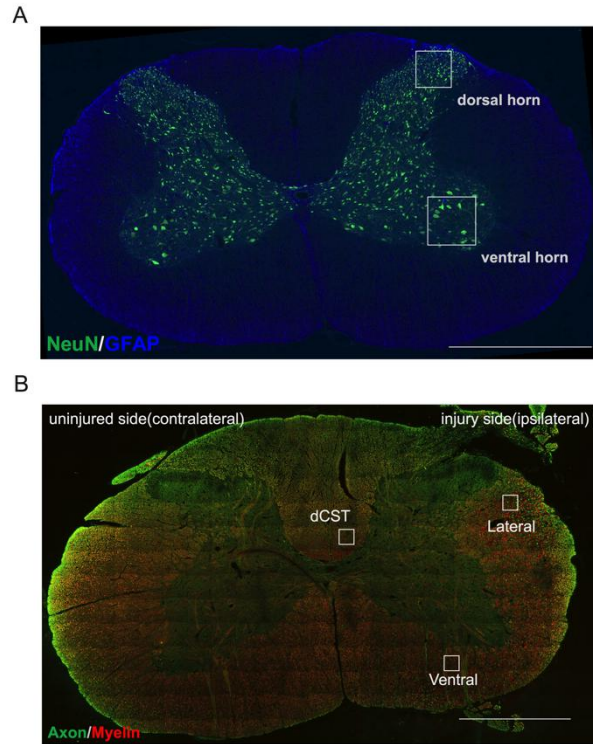 A
dorsal horn
ventral horn
NeuN/GFAP
B
uninjured side(contralateral)
injury side(ipsilateral)
dCST
Lateral
Ventral
Axon/Myelin